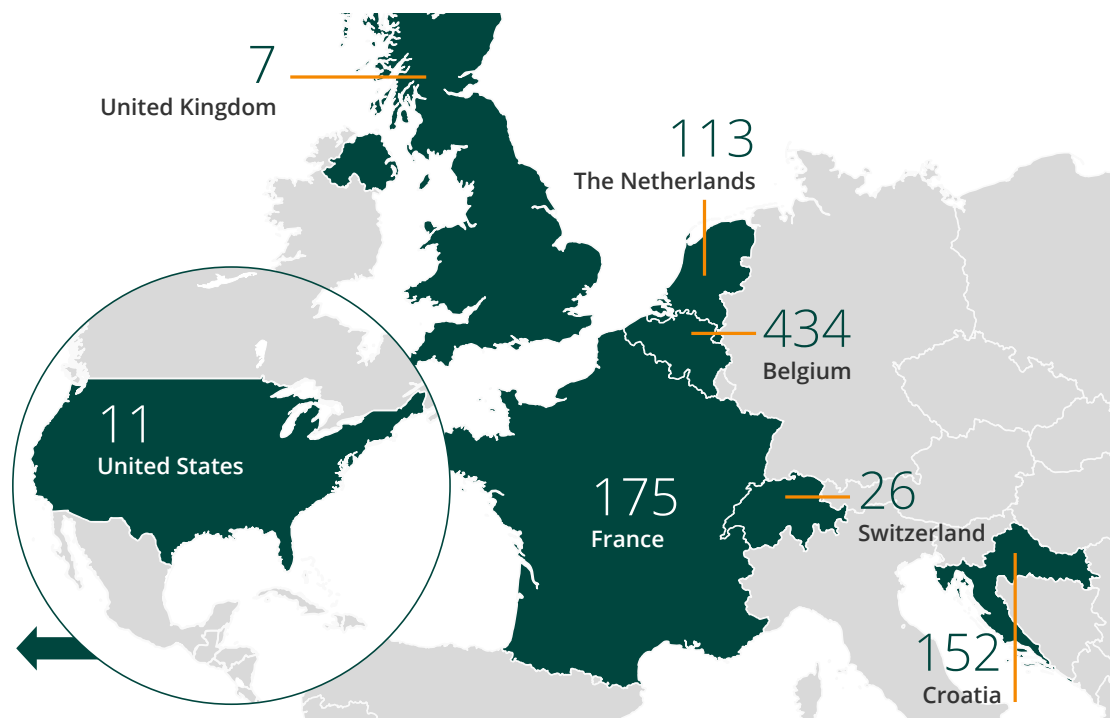 7
United Kingdom
113
The Netherlands
434
Belgium
11
United States
175
France
26
Switzerland
152
Croatia